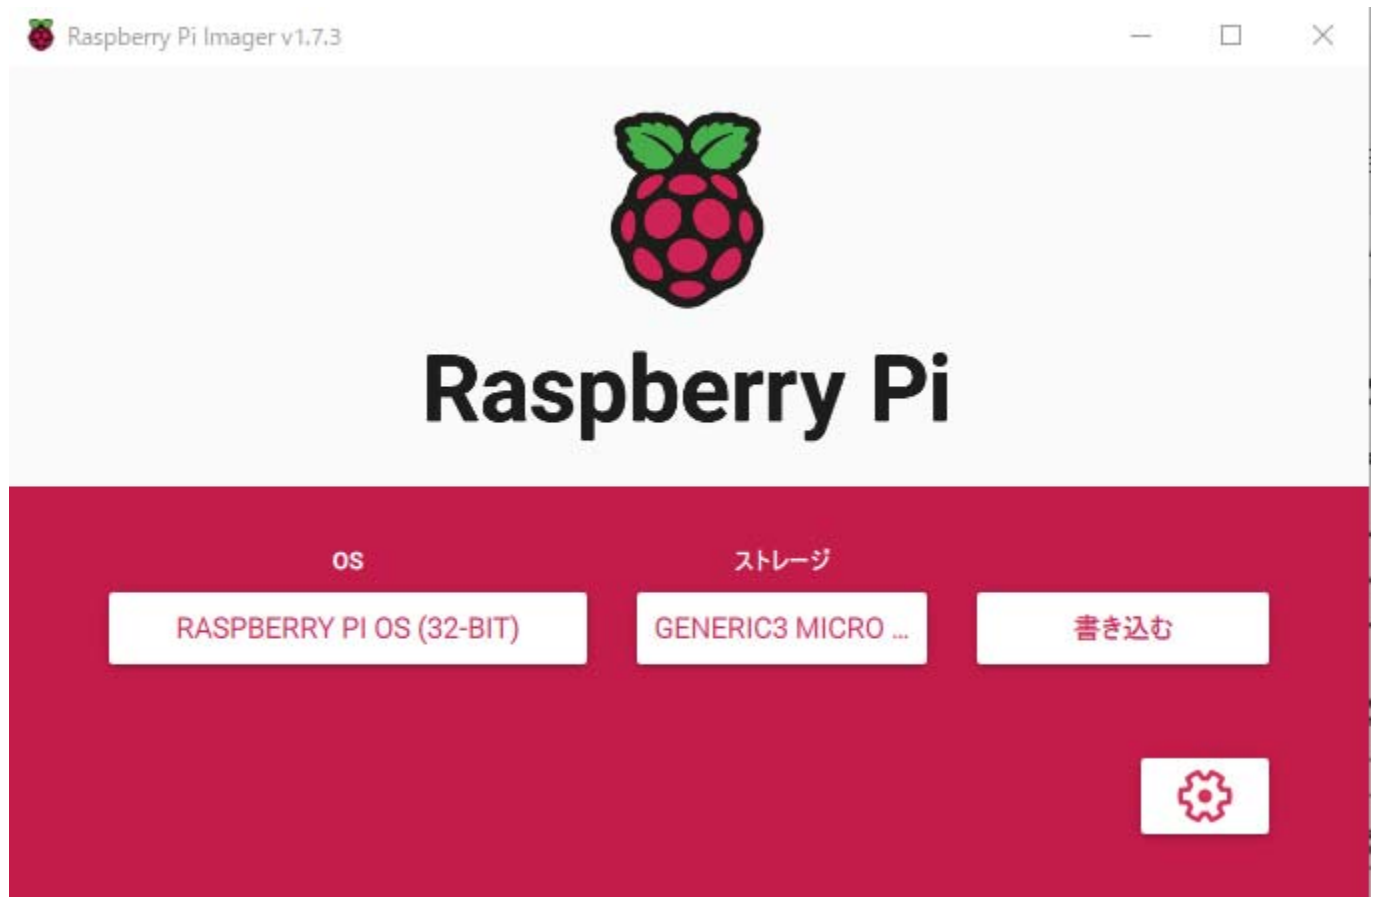 Raspberry Pi Imager v1.7.3
Raspberry Pi
OS
ストレージ
RASPBERRY PI OS (32-BIT)
GENERIC3 MICRO ...
書き込む